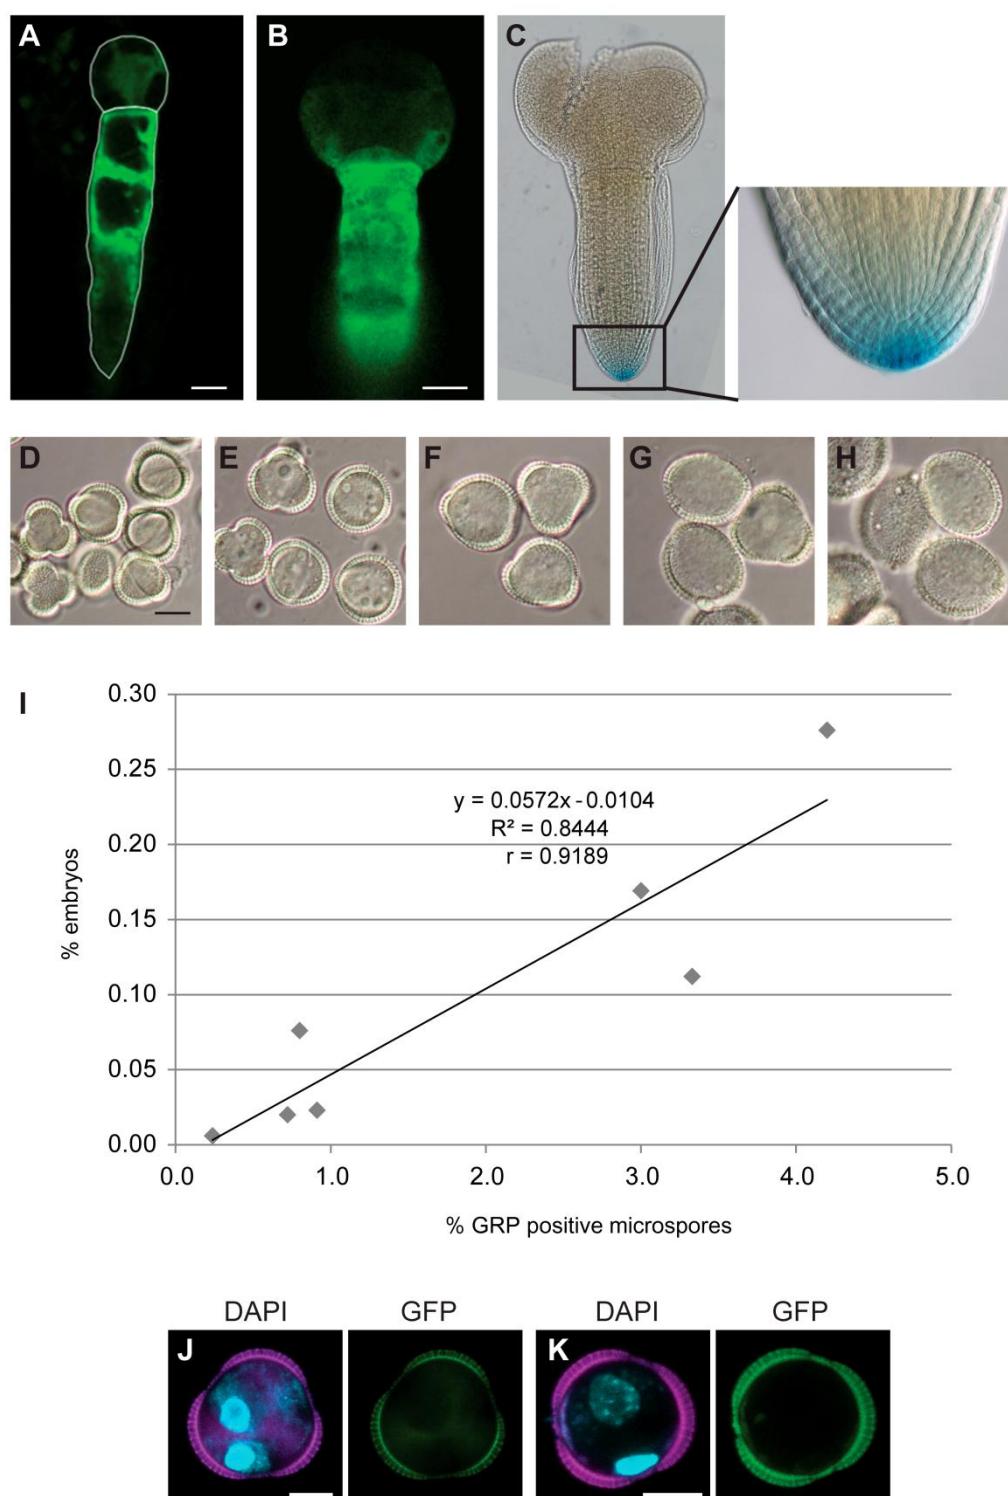 A
B
C
D
E
F
G
H
I
0.30
0.25
0.20
0.15
0.10
0.05
0.00
% embryos
y = 0.0572x - 0.0104
R² = 0.8444
r = 0.9189
0.0 1.0 2.0 3.0 4.0 5.0
% GRP positive microspores
DAPI GFP DAPI GFP
J
K